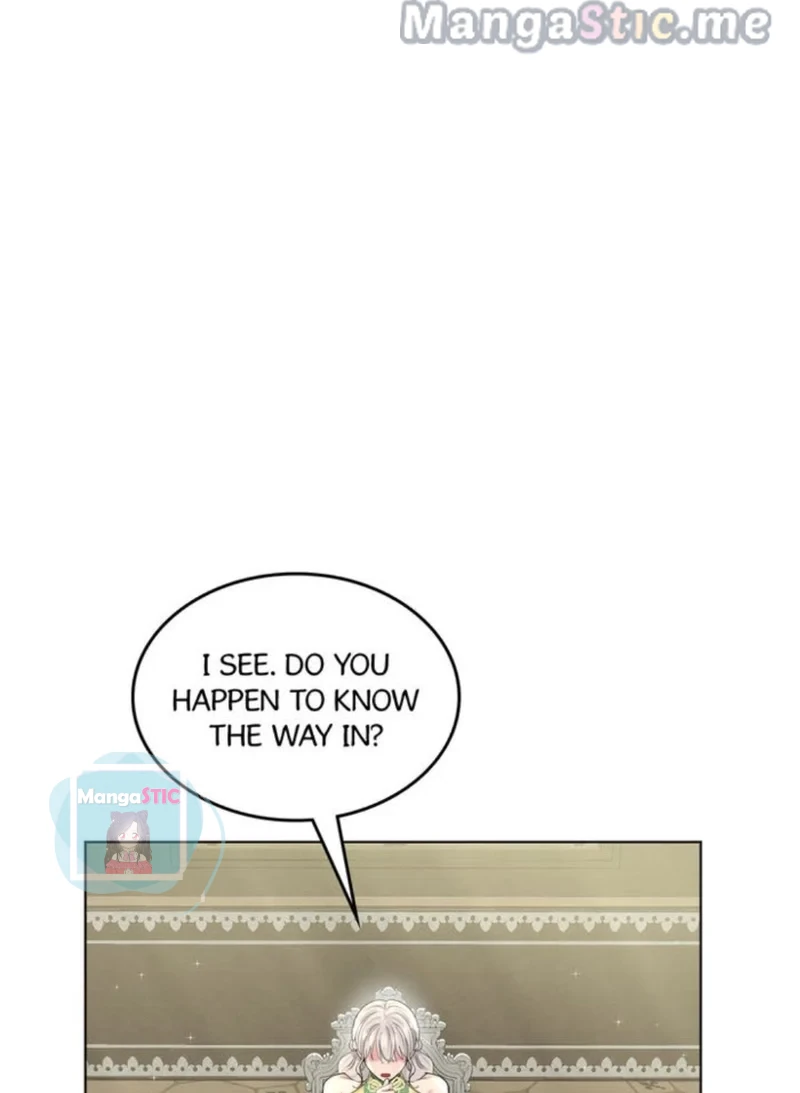 MangaStic.me
I SEE. DO YOU
HAPPEN TO KNOW
THE WAY IN?
MangaSTIC